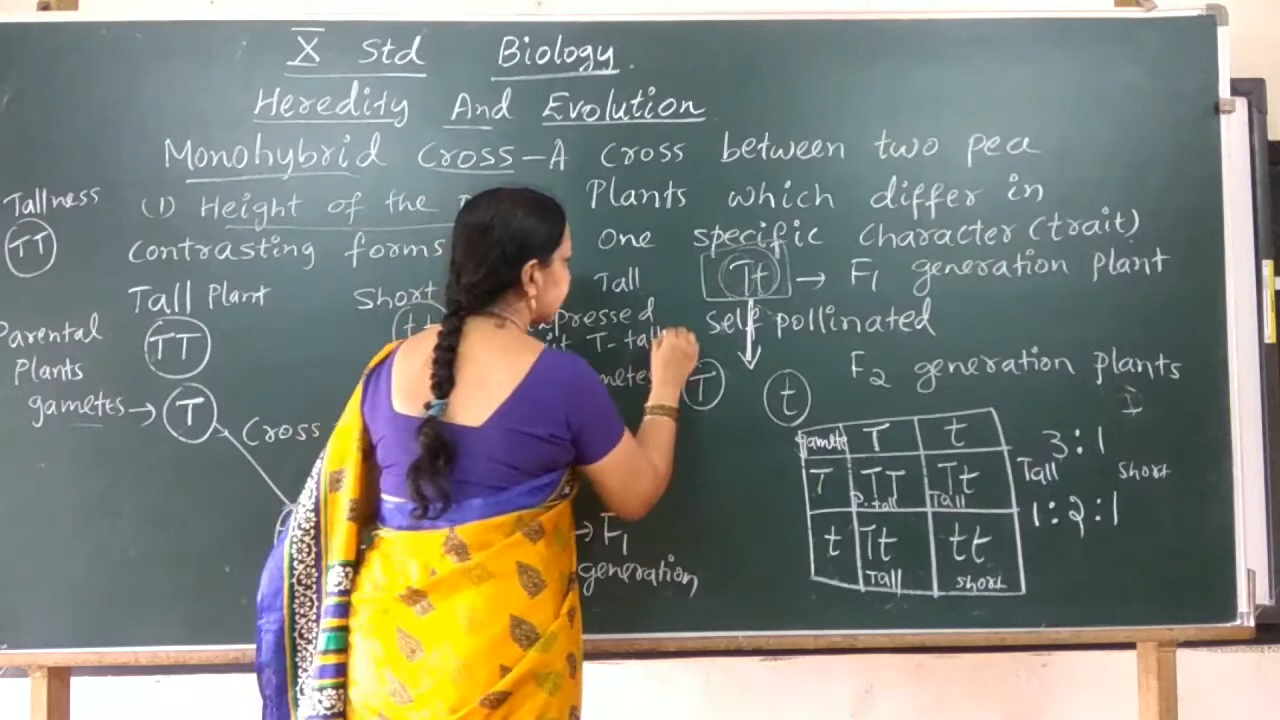 X Std Biology.
Heredity And Evolution
Monohybrid Cross - A cross between two pea
Tallness
TT
(1) Height of the
Plants which differ in
contrasting forms
one specific character (trait)
Tall Plant
Short
Tall
Tt → F1 generation plant
Parental
Plants
TT
T- tall
self pollinated
gametes → T
Cross
T
t
F2 generation plants
gamete T t
T TT Tt
P. tall Tall
t Tt tt
Tall short
3:1
Tall Short
1:2:1
→ F1
generation